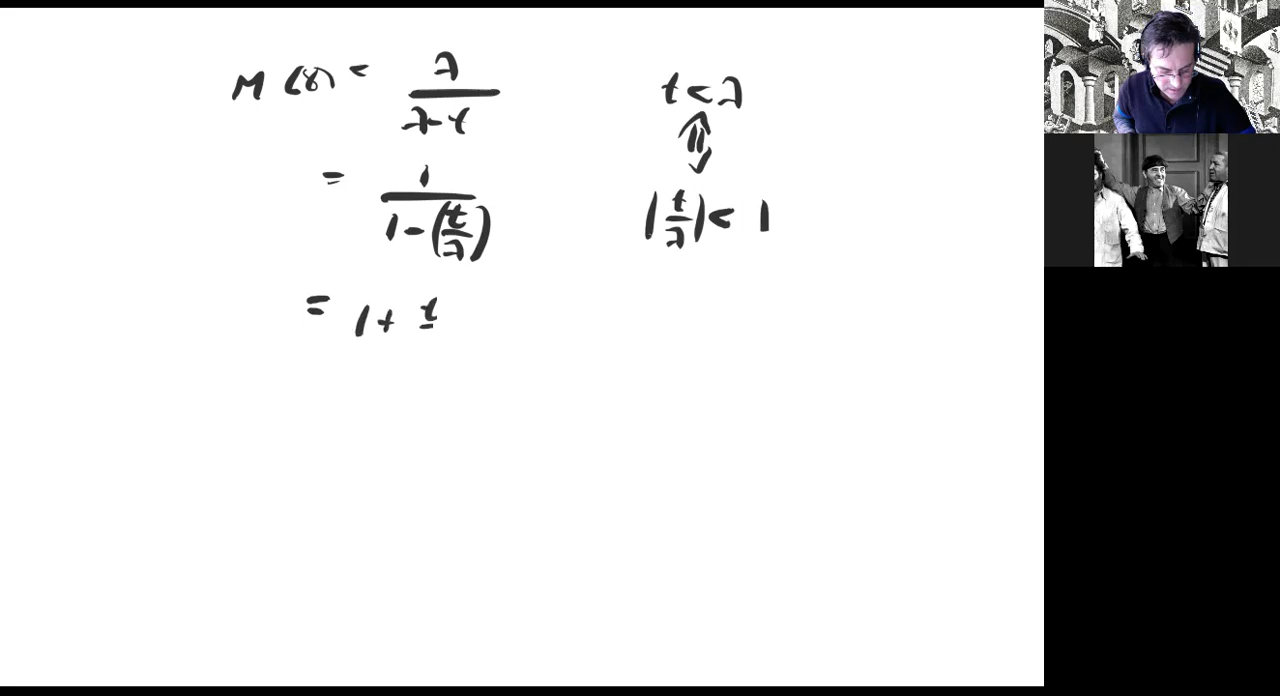 M(t) = λ/(λ-t) t < λ
⇕
= 1/(1-(t/λ)) |t/λ| < 1
= 1 + t